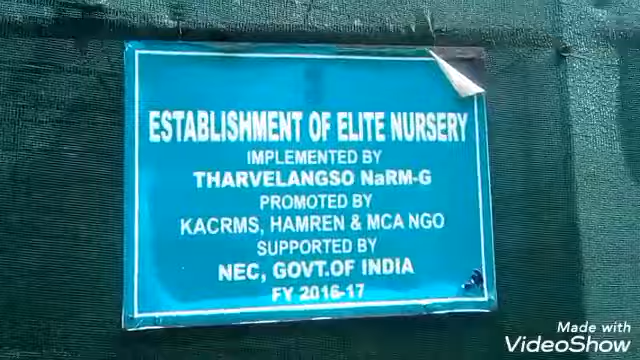 ESTABLISHMENT OF ELITE NURSERY
IMPLEMENTED BY
THARVELANGSO NaRM-G
PROMOTED BY
KACRMS, HAMREN & MCA NGO
SUPPORTED BY
NEC, GOVT.OF INDIA
FY 2016-17
Made with
VideoShow